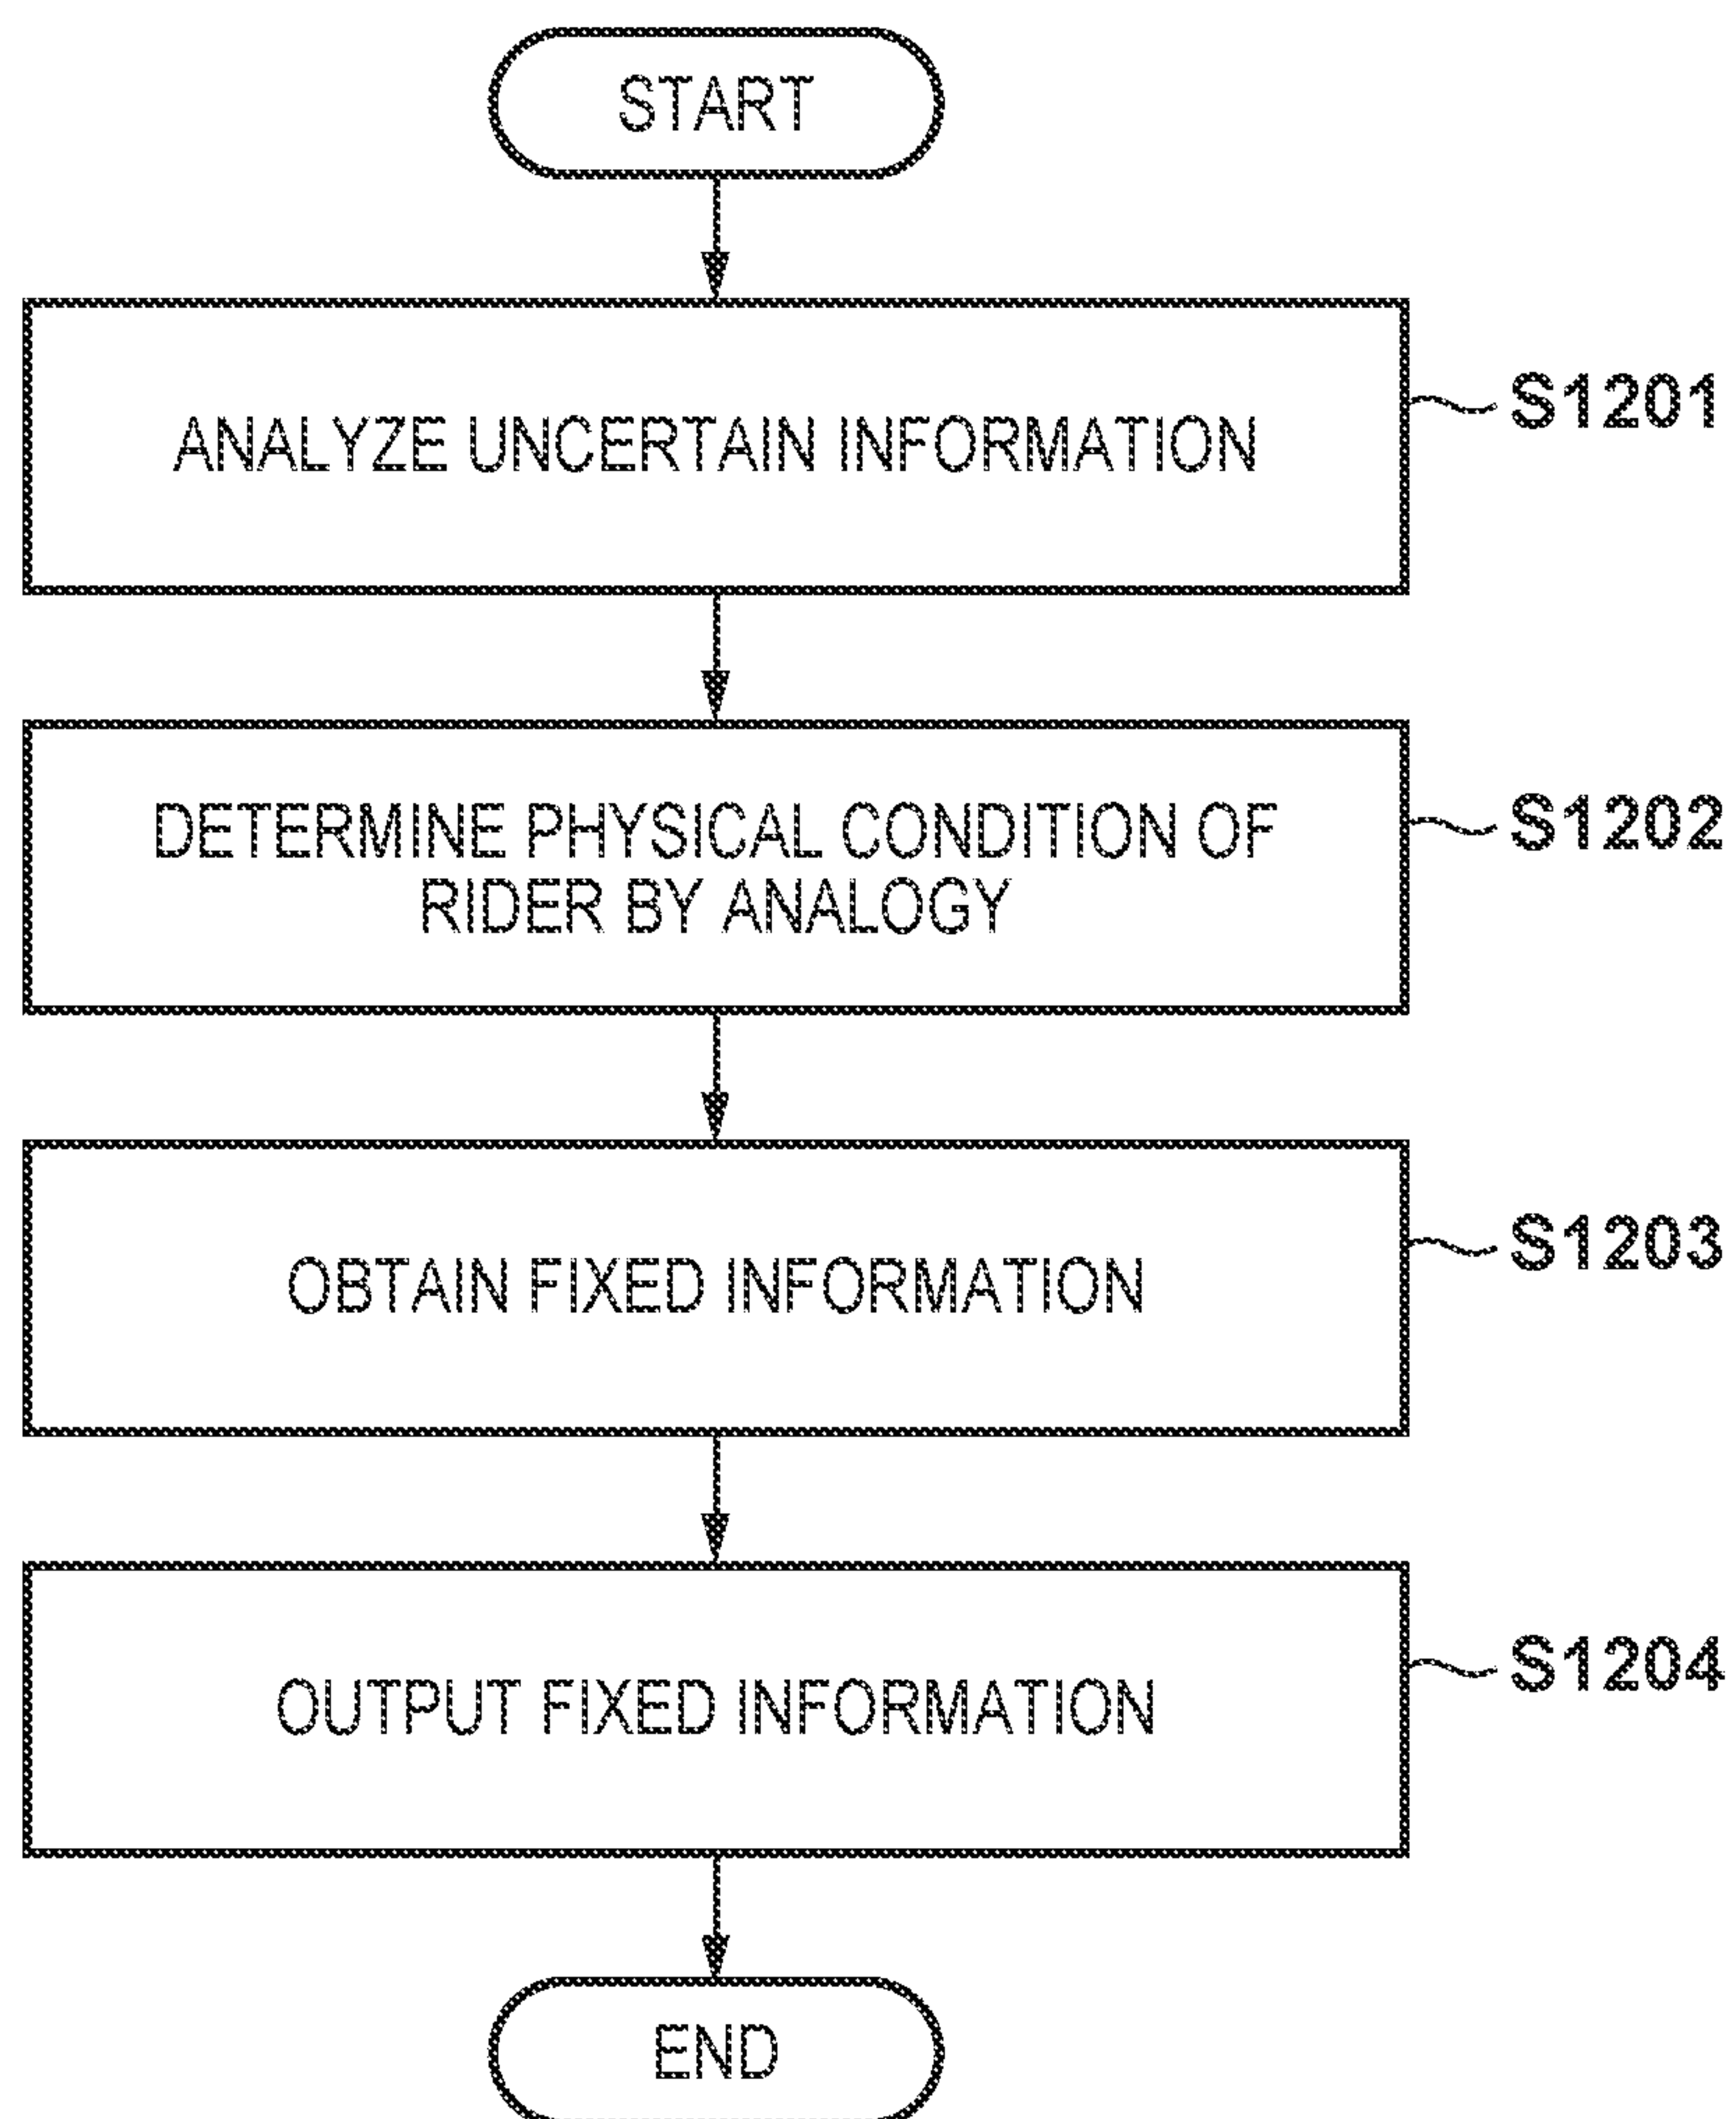 START
ANALYZE UNCERTAIN INFORMATION
S1201
DETERMINE PHYSICAL CONDITION OF
RIDER BY ANALOGY
S1202
OBTAIN FIXED INFORMATION
S1203
OUTPUT FIXED INFORMATION
S1204
END